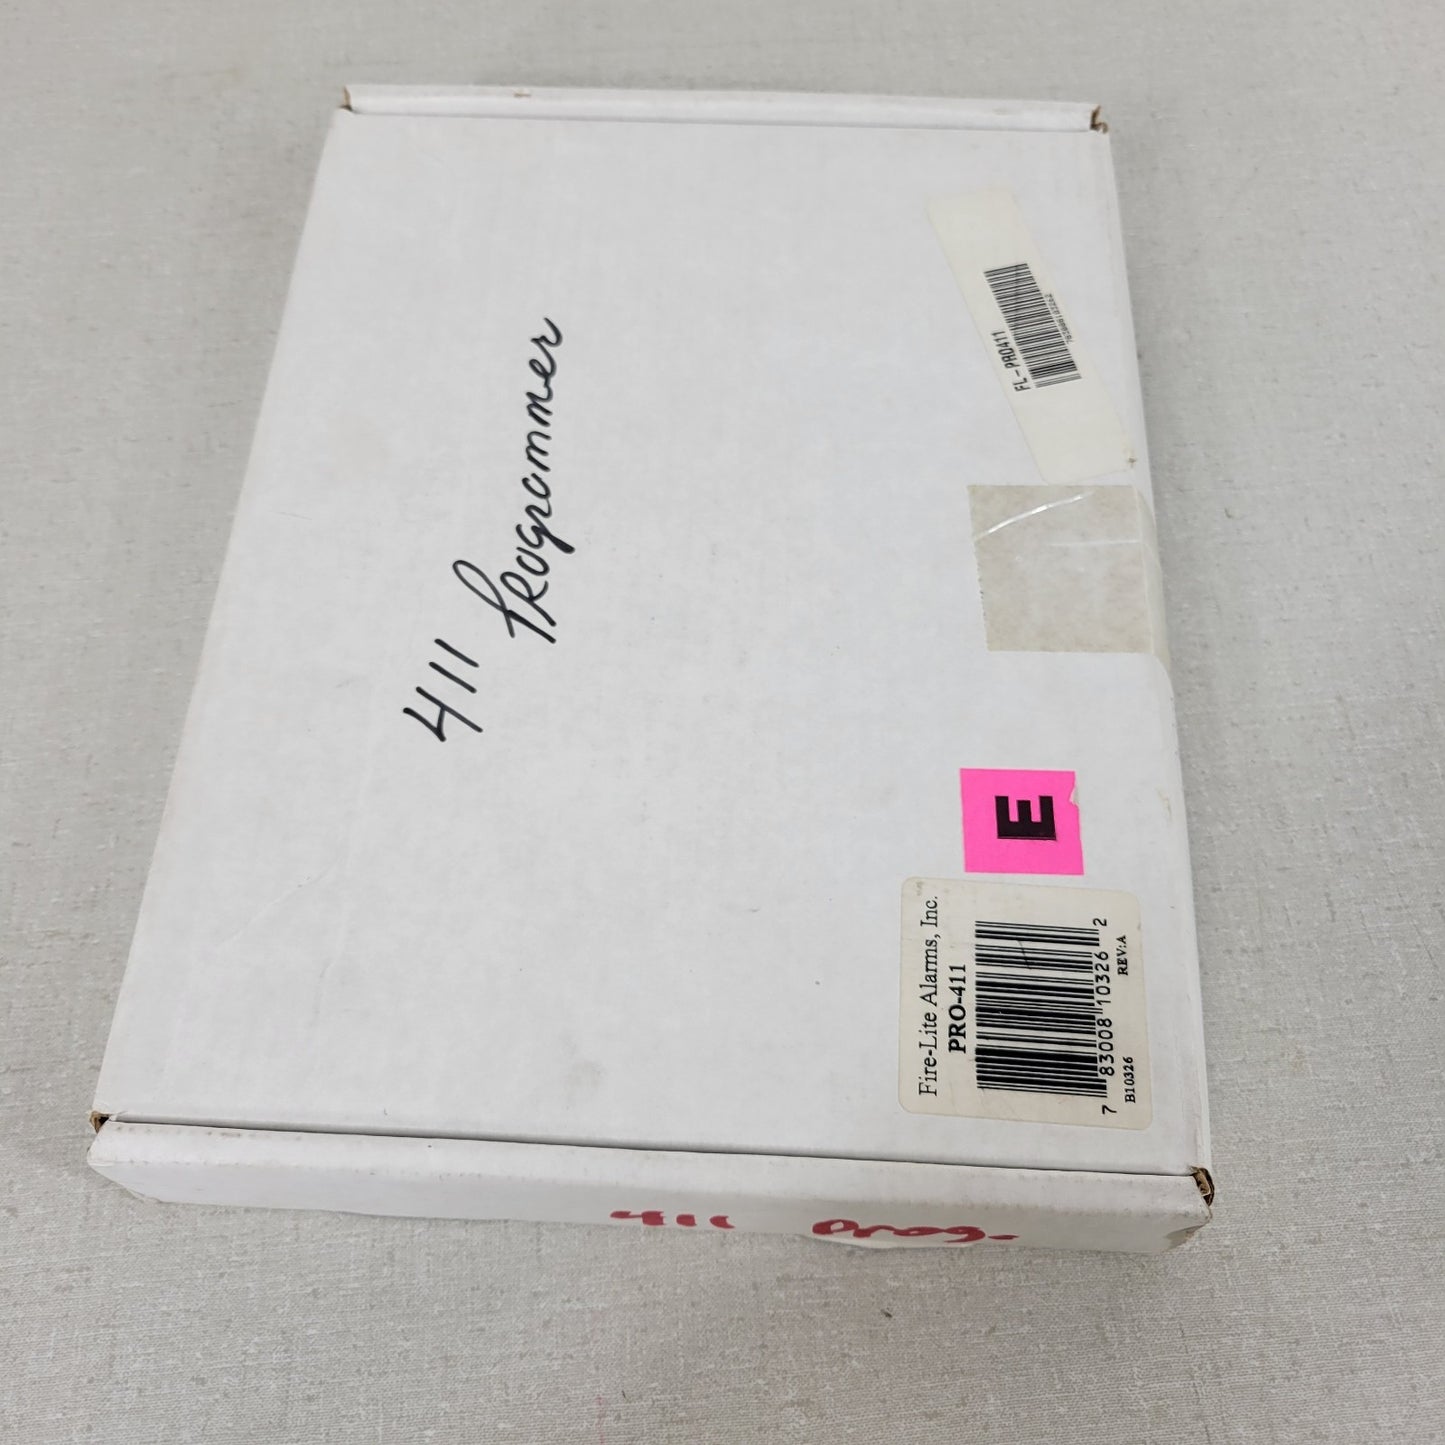 411 Programmer
FL-PRO411
E
Fire-Lite Alarms, Inc.
PRO-411
7 83008 10326 2
B10326 REV:A
411 prog.